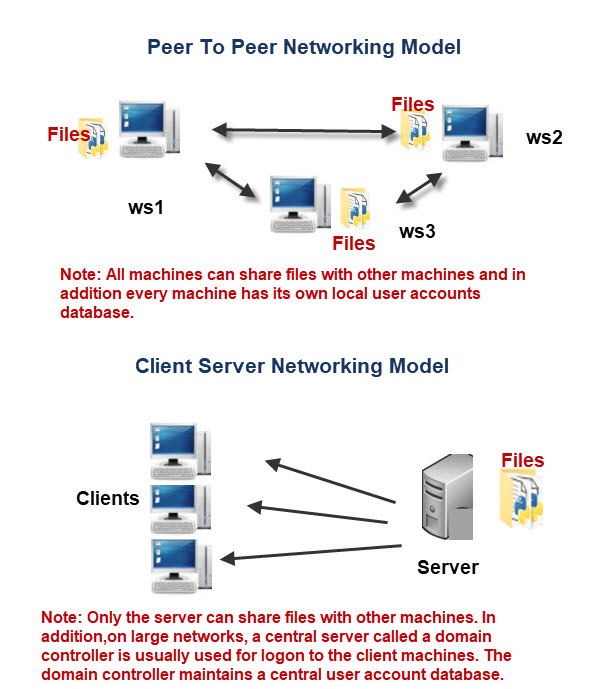 Peer To Peer Networking Model
Files
Files
ws2
ws1
ws3
Files
Note: All machines can share files with other machines and in
addition every machine has its own local user accounts
database.
Client Server Networking Model
Files
Clients
Server
Note: Only the server can share files with other machines. In
addition,on large networks, a central server called a domain
controller is usually used for logon to the client machines. The
domain controller maintains a central user account database.